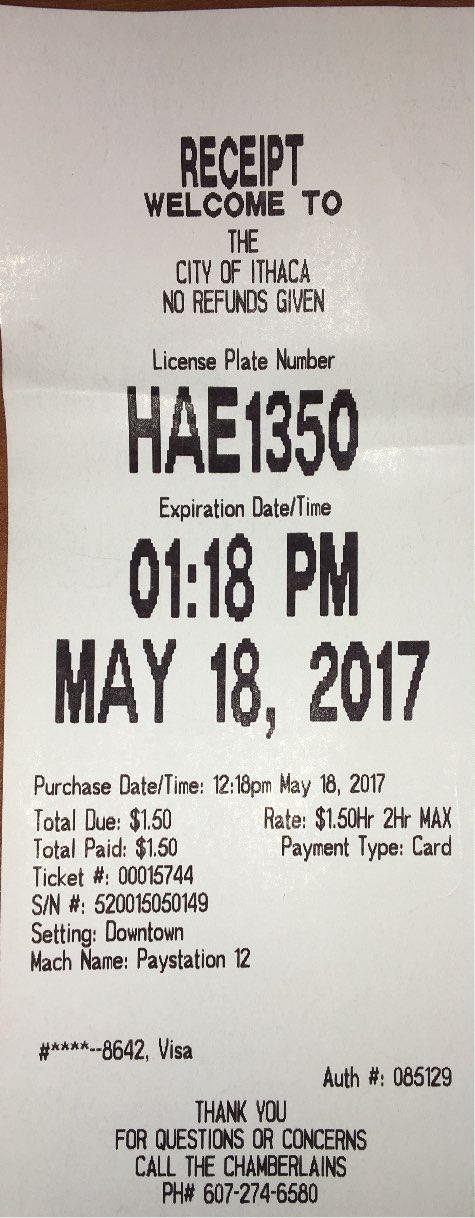 RECEIPT
WELCOME TO
THE
CITY OF ITHACA
NO REFUNDS GIVEN
License Plate Number
HAE1350
Expiration Date/Time
01:18 PM
MAY 18, 2017
Purchase Date/Time: 12:18pm May 18, 2017
Total Due: $1.50 Rate: $1.50Hr 2Hr MAX
Total Paid: $1.50 Payment Type: Card
Ticket #: 00015744
S/N #: 520015050149
Setting: Downtown
Mach Name: Paystation 12
#****--8642, Visa
Auth #: 085129
THANK YOU
FOR QUESTIONS OR CONCERNS
CALL THE CHAMBERLAINS
PH# 607-274-6580